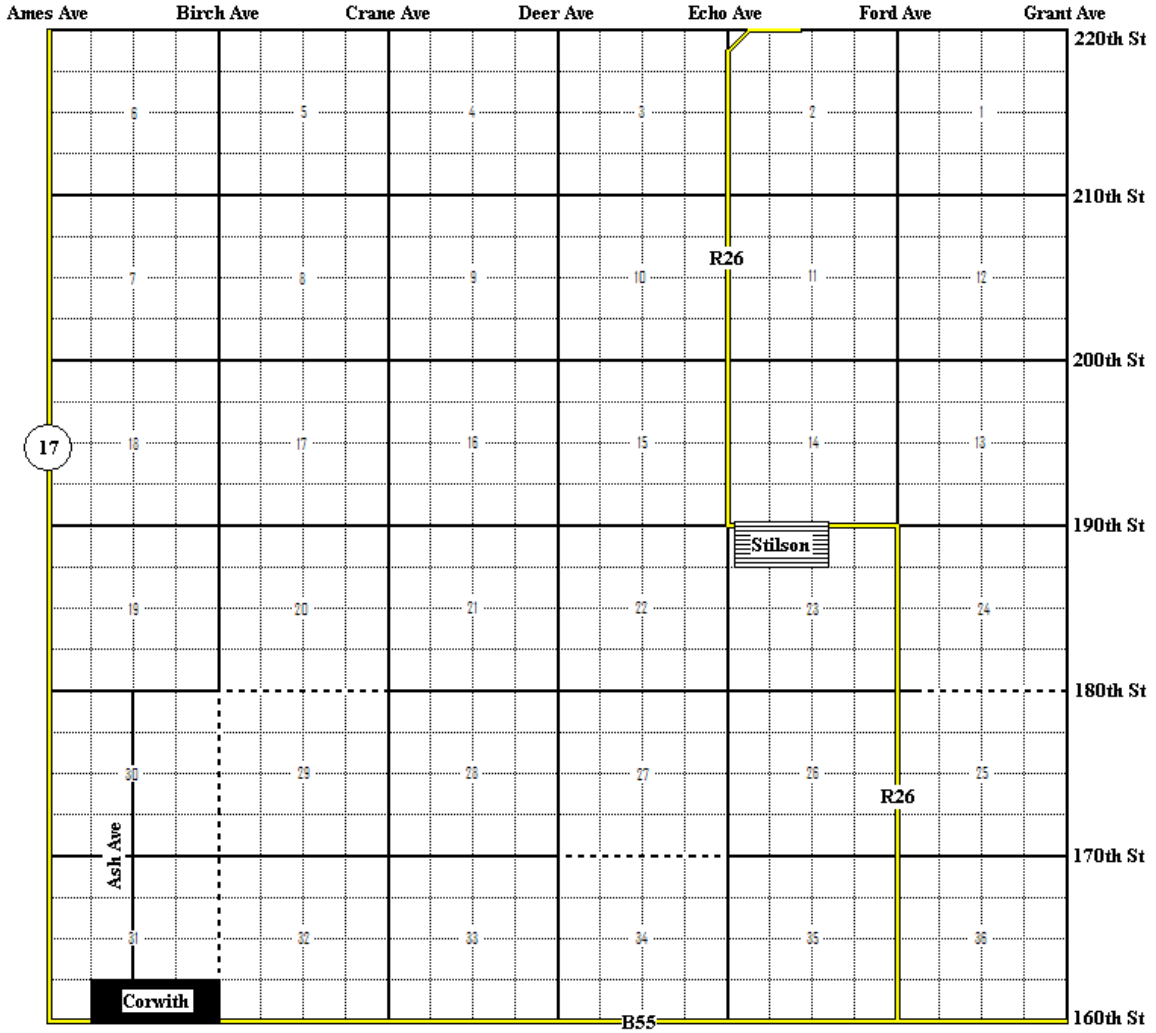 Ames Ave Birch Ave Crane Ave Deer Ave Echo Ave Ford Ave Grant Ave
220th St
6 5 4 3 2 1
210th St
R26
7 8 9 10 11 12
200th St
17 18 17 16 15 14 13
190th St
Stilson
19 20 21 22 23 24
180th St
30 29 28 27 26 25
R26
Ash Ave
170th St
31 32 33 34 35 36
Corwith
B55
160th St